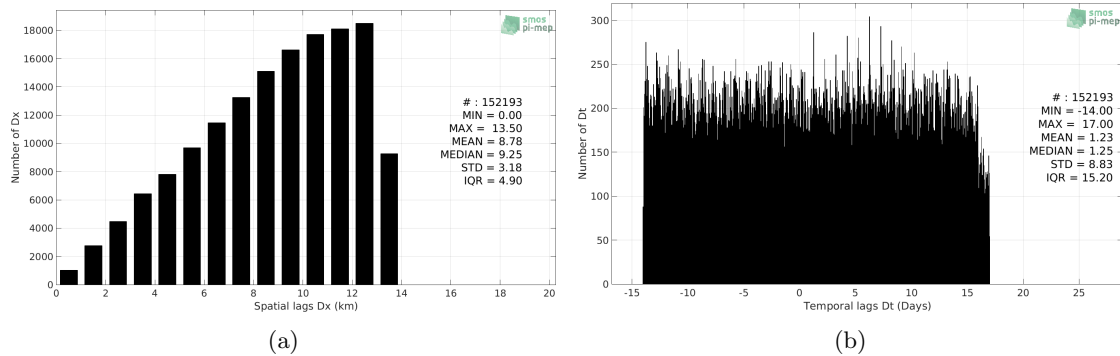 smos
pi-mep
18000
16000
14000
12000
10000
8000
6000
4000
2000
0
Number of Dx
# : 152193
MIN = 0.00
MAX = 13.50
MEAN = 8.78
MEDIAN = 9.25
STD = 3.18
IQR = 4.90
0 2 4 6 8 10 12 14 16 18 20
Spatial lags Dx (km)
(a)
smos
pi-mep
300
250
200
150
100
50
0
Number of Dt
# : 152193
MIN = -14.00
MAX = 17.00
MEAN = 1.23
MEDIAN = 1.25
STD = 8.83
IQR = 15.20
-15 -10 -5 0 5 10 15 20 25
Temporal lags Dt (Days)
(b)